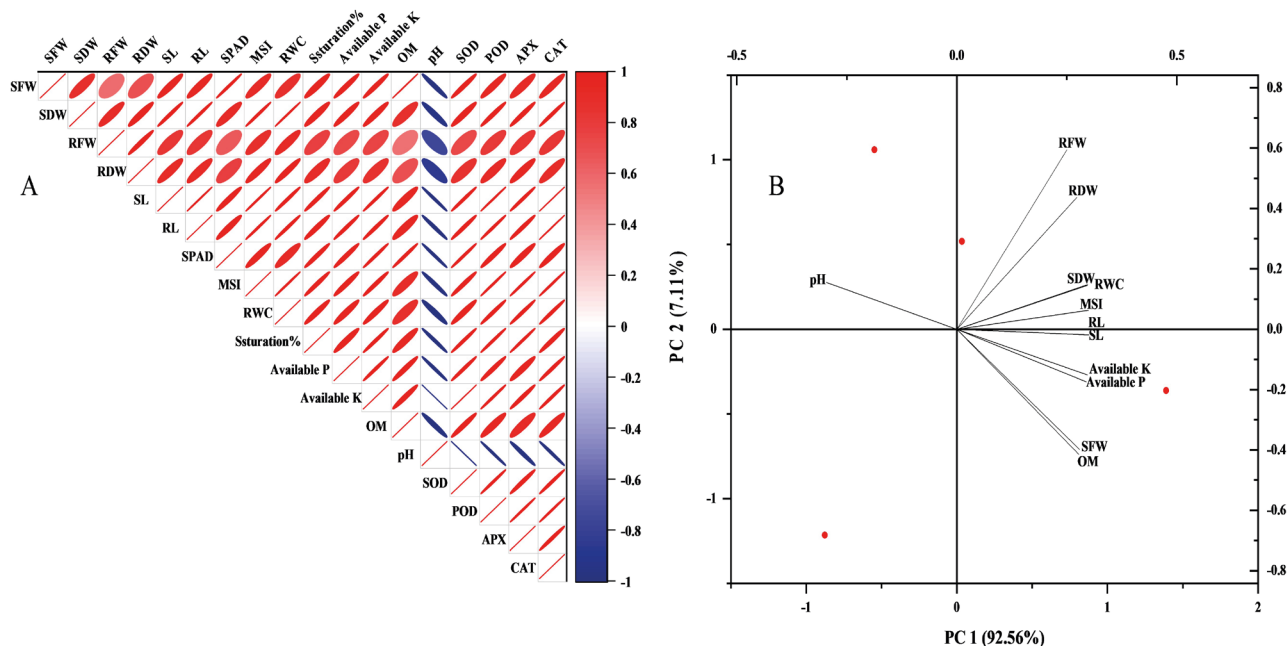 A
SFW SDW RFW RDW SL RL SPAD MSI RWC Ssturation% Available P Available K OM pH SOD POD APX CAT
SFW
SDW
RFW
RDW
SL
RL
SPAD
MSI
RWC
Ssturation%
Available P
Available K
OM
pH
SOD
POD
APX
CAT
1
0.8
0.6
0.4
0.2
0
-0.2
-0.4
-0.6
-0.8
-1
B
-0.5 0.0 0.5
PC 2 (7.11%)
1
0
-1
0.8
0.6
0.4
0.2
0.0
-0.2
-0.4
-0.6
-0.8
RFW
RDW
pH
SDW RWC
MSI
RL
SL
Available K
Available P
SFW
OM
-1 0 1 2
PC 1 (92.56%)